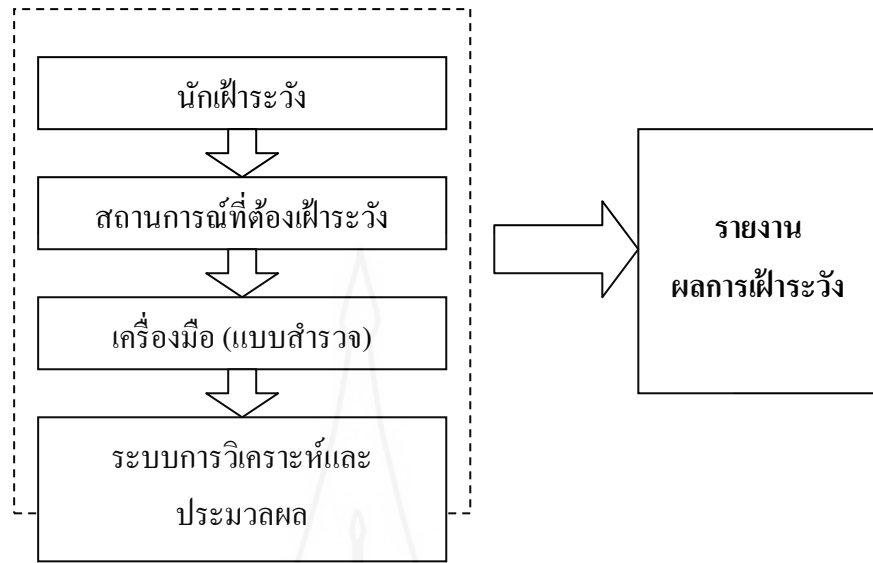 นักเฝ้าระวัง
สถานการณ์ที่ต้องเฝ้าระวัง
เครื่องมือ (แบบสำรวจ)
ระบบการวิเคราะห์และ
ประมวลผล
รายงาน
ผลการเฝ้าระวัง